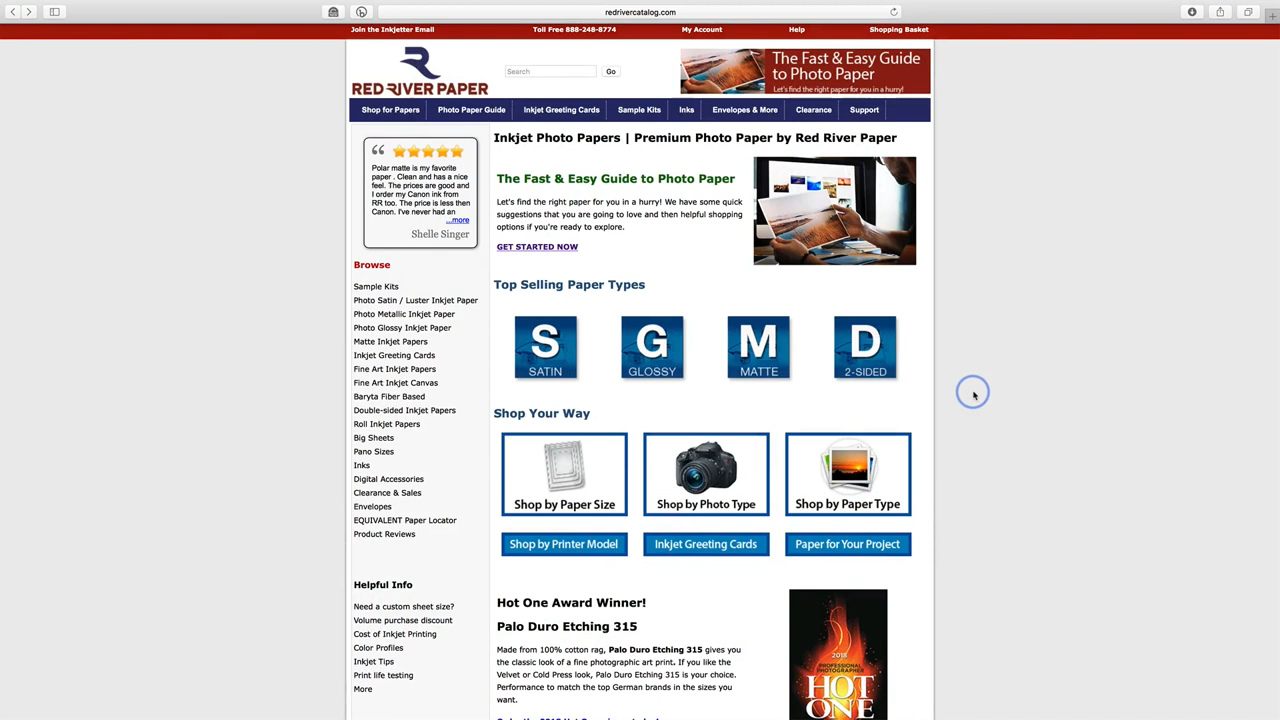 redrivercatalog.com
Join the Inkjetter Email
Toll Free 888-248-8774
My Account
Help
Shopping Basket
RED RIVER PAPER
Search
Go
The Fast & Easy Guide
to Photo Paper
Let's find the right paper for you in a hurry!
Shop for Papers
Photo Paper Guide
Inkjet Greeting Cards
Sample Kits
Inks
Envelopes & More
Clearance
Support
Polar matte is my favorite
paper . Clean and has a nice
feel. The prices are good and
I order my Canon ink from
RR too. The price is less then
Canon. I've never had an
...more
Shelle Singer
Browse
Sample Kits
Photo Satin / Luster Inkjet Paper
Photo Metallic Inkjet Paper
Photo Glossy Inkjet Paper
Matte Inkjet Papers
Inkjet Greeting Cards
Fine Art Inkjet Papers
Fine Art Inkjet Canvas
Baryta Fiber Based
Double-sided Inkjet Papers
Roll Inkjet Papers
Big Sheets
Pano Sizes
Inks
Digital Accessories
Clearance & Sales
Envelopes
EQUIVALENT Paper Locator
Product Reviews
Helpful Info
Need a custom sheet size?
Volume purchase discount
Cost of Inkjet Printing
Color Profiles
Inkjet Tips
Print life testing
More
Inkjet Photo Papers | Premium Photo Paper by Red River Paper
The Fast & Easy Guide to Photo Paper
Let's find the right paper for you in a hurry! We have some quick
suggestions that you are going to love and then helpful shopping
options if you're ready to explore.
GET STARTED NOW
Top Selling Paper Types
S
SATIN
G
GLOSSY
M
MATTE
D
2-SIDED
Shop Your Way
Shop by Paper Size
Shop by Photo Type
Shop by Paper Type
Shop by Printer Model
Inkjet Greeting Cards
Paper for Your Project
Hot One Award Winner!
Palo Duro Etching 315
Made from 100% cotton rag, Palo Duro Etching 315 gives you
the classic look of a fine photographic art print. If you like the
Velvet or Cold Press look, Palo Duro Etching 315 is your choice.
Performance to match the top German brands in the sizes you
want.
2018
PROFESSIONAL
PHOTOGRAPHER
HOT
ONE